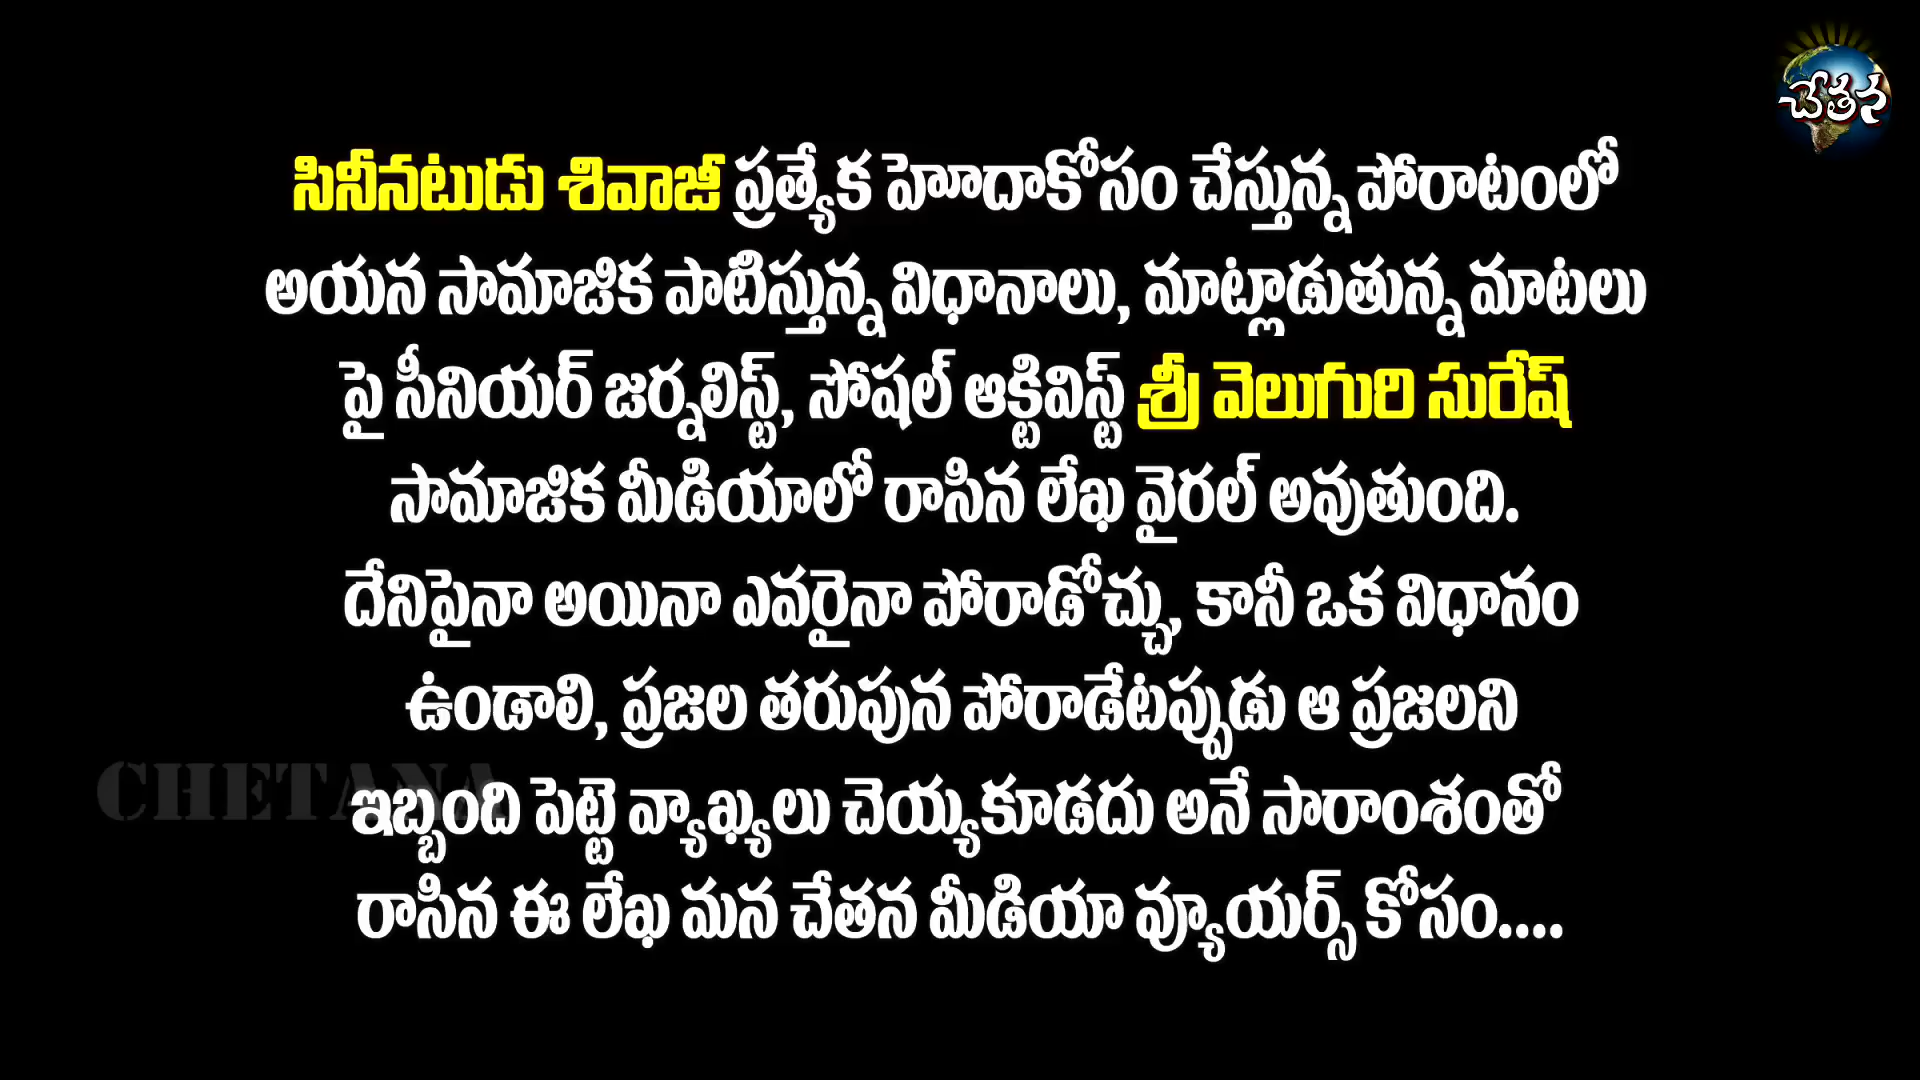 చేతన
సినీనటుడు శివాజీ ప్రత్యేక హెూదాకోసం చేస్తున్న పోరాటంలో
అయన సామాజిక పాటిస్తున్న విధానాలు, మాట్లాడుతున్న మాటలు
పై సీనియర్ జర్నలిస్ట్, సోషల్ ఆక్టివిస్ట్ శ్రీ వెలుగురి సురేష్
సామాజిక మీడియాలో రాసిన లేఖ వైరల్ అవుతుంది.
దేనిపైనా అయినా ఎవరైనా పోరాడోచ్చు, కానీ ఒక విధానం
ఉండాలి, ప్రజల తరుపున పోరాడేటప్పుడు ఆ ప్రజలని
CHETANA
ఇబ్బంది పెట్టె వ్యాఖ్యలు చెయ్యకూడదు అనే సారాంశంతో
రాసిన ఈ లేఖ మన చేతన మీడియా వ్యూయర్స్ కోసం....